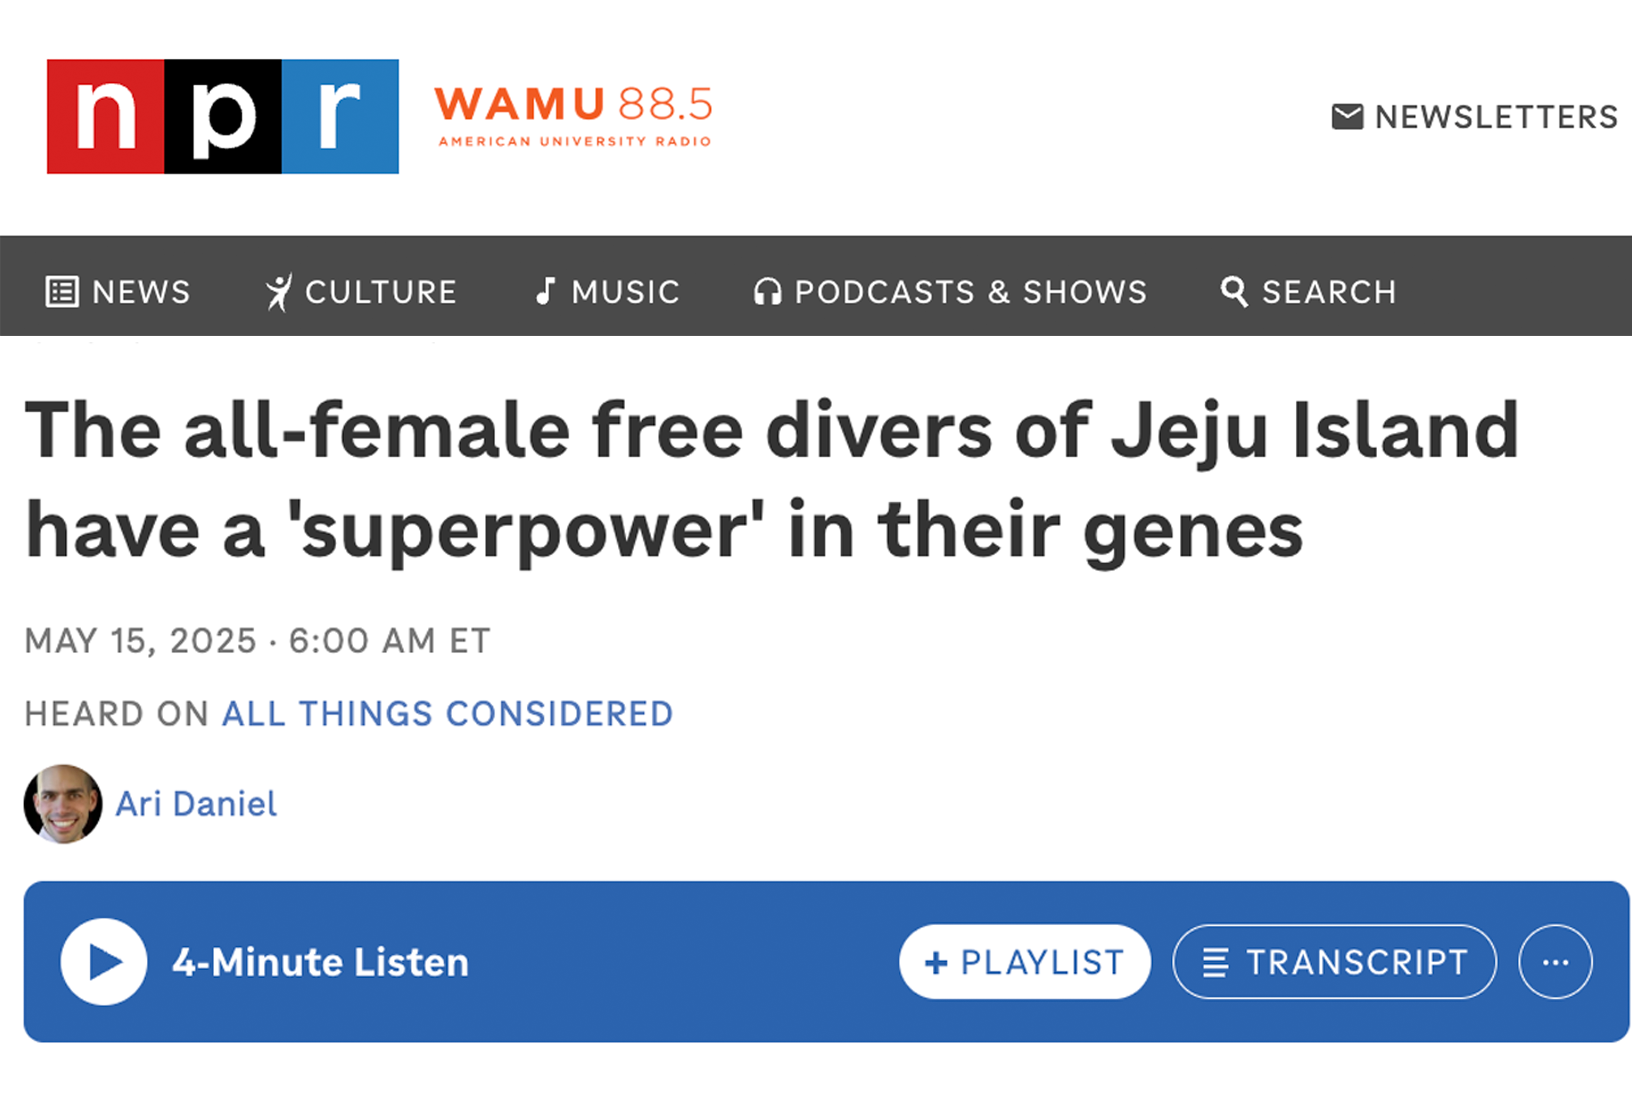 npr WAMU 88.5
AMERICAN UNIVERSITY RADIO
NEWSLETTERS
NEWS CULTURE MUSIC PODCASTS & SHOWS SEARCH
The all-female free divers of Jeju Island
have a 'superpower' in their genes
MAY 15, 2025 · 6:00 AM ET
HEARD ON ALL THINGS CONSIDERED
Ari Daniel
4-Minute Listen + PLAYLIST TRANSCRIPT ...